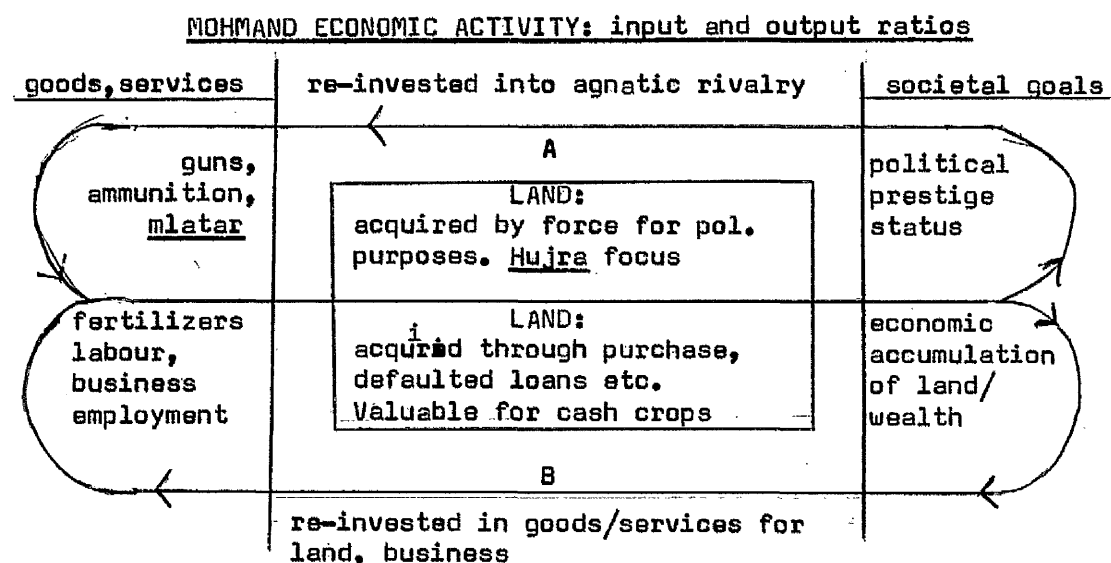 MOHMAND ECONOMIC ACTIVITY: input and output ratios
goods, services
re-invested into agnatic rivalry
societal goals
A
guns,
ammunition,
mlatar
LAND:
acquired by force for pol.
purposes. Hujra focus
political
prestige
status
fertilizers
labour,
business
employment
LAND:
acquired through purchase,
defaulted loans etc.
Valuable for cash crops
economic
accumulation
of land/
wealth
B
re-invested in goods/services for
land, business